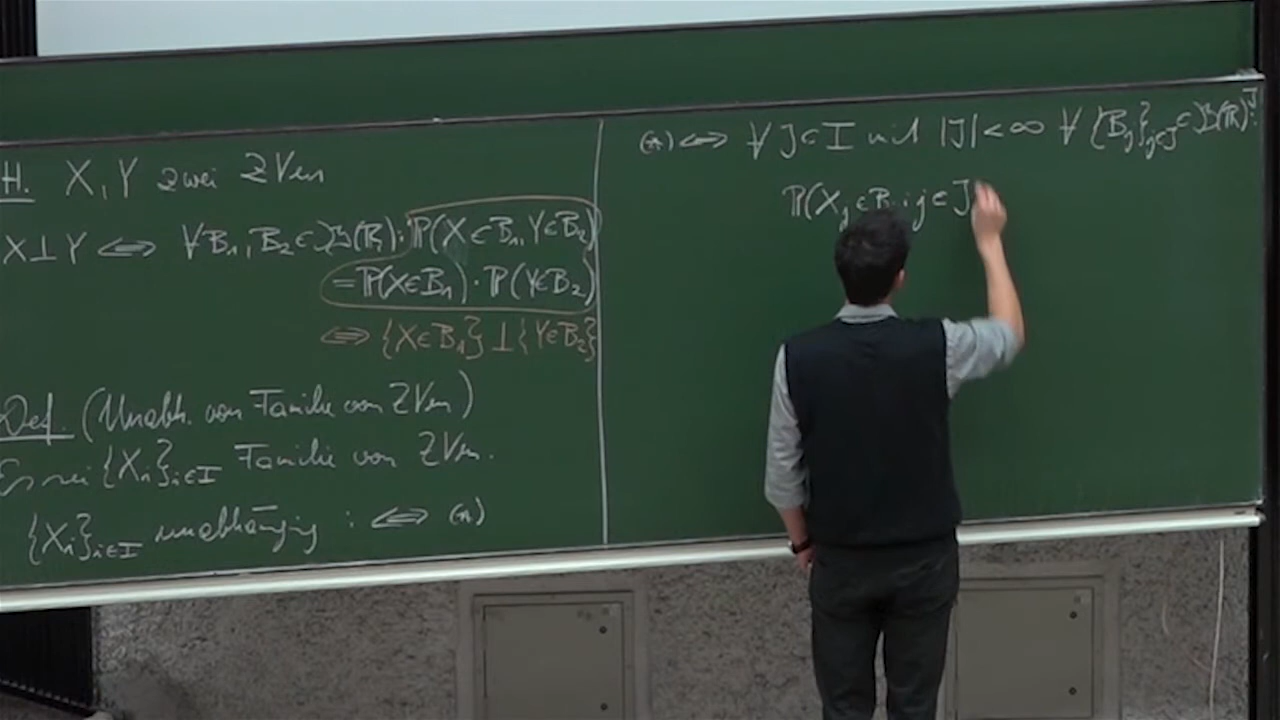 H. X, Y zwei ZVen
X ⊥ Y ⟺ ∀ B₁, B₂ ∈ 𝔅(ℝ): ℙ(X ∈ B₁, Y ∈ B₂)
= ℙ(X ∈ B₁) · ℙ(Y ∈ B₂)
⟺ {X ∈ B₁} ⊥ {Y ∈ B₂}
Def. (Unabh. von Familie von ZVen)
Es sei {Xᵢ}ᵢ∈I Familie von ZVen.
{Xᵢ}ᵢ∈I unabhängig : ⟺ (*)
(*) ⟺ ∀ J ⊂ I mit |J| < ∞ ∀ {Bⱼ}ⱼ∈J ⊂ 𝔅(ℝ)ᴶ:
ℙ(Xⱼ ∈ B ; j ∈ J